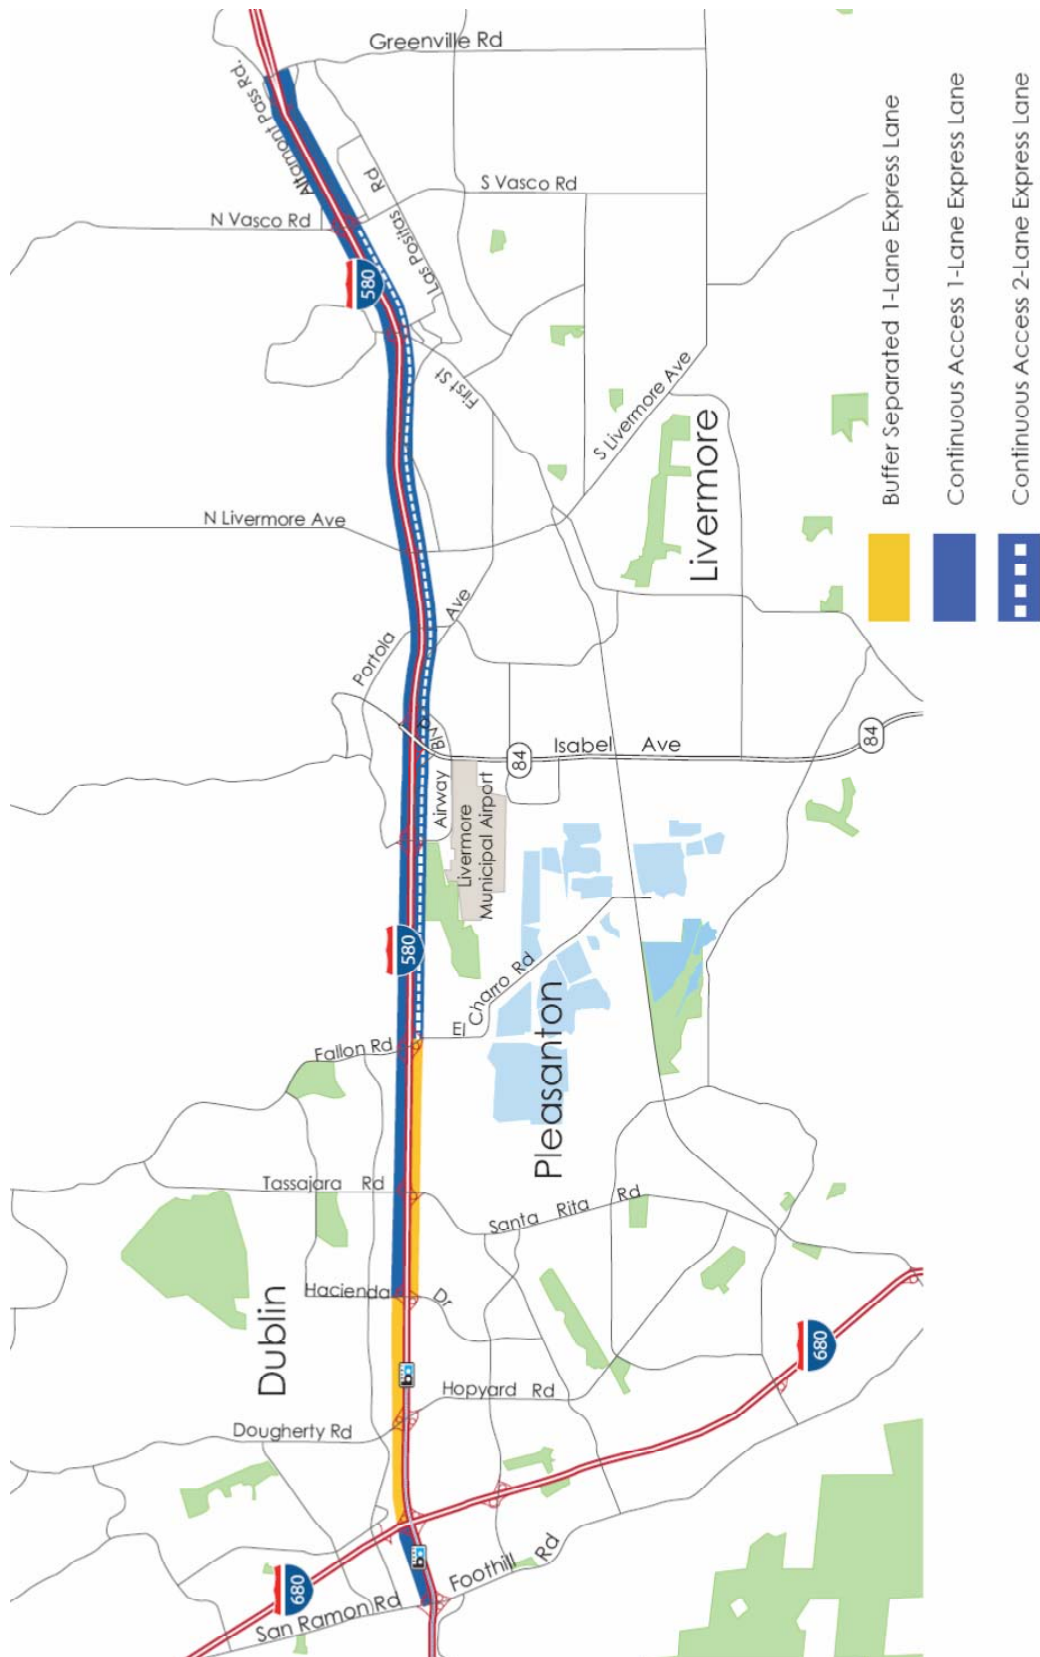 Greenville Rd
Altamont Pass Rd.
Las Positas Rd
S Vasco Rd
N Vasco Rd
580
First St
S Livermore Ave
Livermore
N Livermore Ave
Portola Ave
Airway Blvd
84
Isabel Ave
84
Livermore
Municipal Airport
580
El Charro Rd
Pleasanton
Fallon Rd
Tassajara Rd
Santa Rita Rd
Hacienda Dr
Dublin
Hopyard Rd
Dougherty Rd
680
680
San Ramon Rd
Foothill Rd
Buffer Separated 1-Lane Express Lane
Continuous Access 1-Lane Express Lane
Continuous Access 2-Lane Express Lane